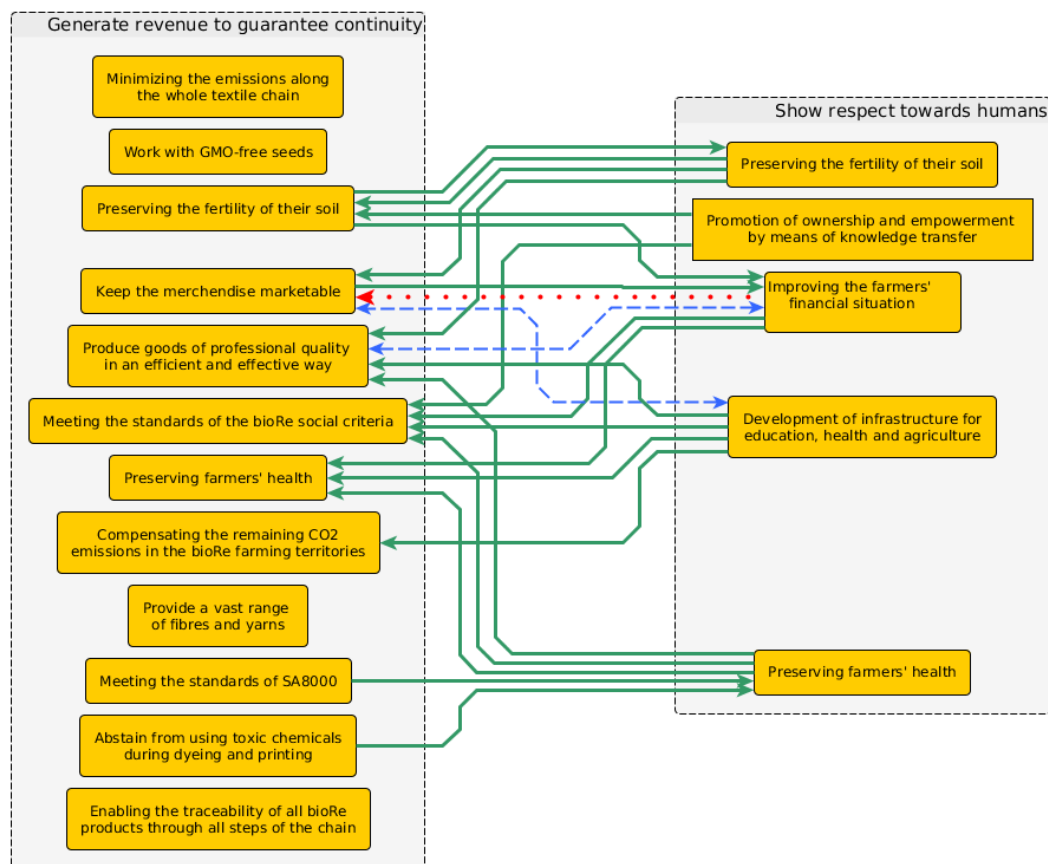 Generate revenue to guarantee continuity
Minimizing the emissions along
the whole textile chain
Work with GMO-free seeds
Preserving the fertility of their soil
Keep the merchendise marketable
Produce goods of professional quality
in an efficient and effective way
Meeting the standards of the bioRe social criteria
Preserving farmers' health
Compensating the remaining CO2
emissions in the bioRe farming territories
Provide a vast range
of fibres and yarns
Meeting the standards of SA8000
Abstain from using toxic chemicals
during dyeing and printing
Enabling the traceability of all bioRe
products through all steps of the chain
Show respect towards humans
Preserving the fertility of their soil
Promotion of ownership and empowerment
by means of knowledge transfer
Improving the farmers'
financial situation
Development of infrastructure for
education, health and agriculture
Preserving farmers' health